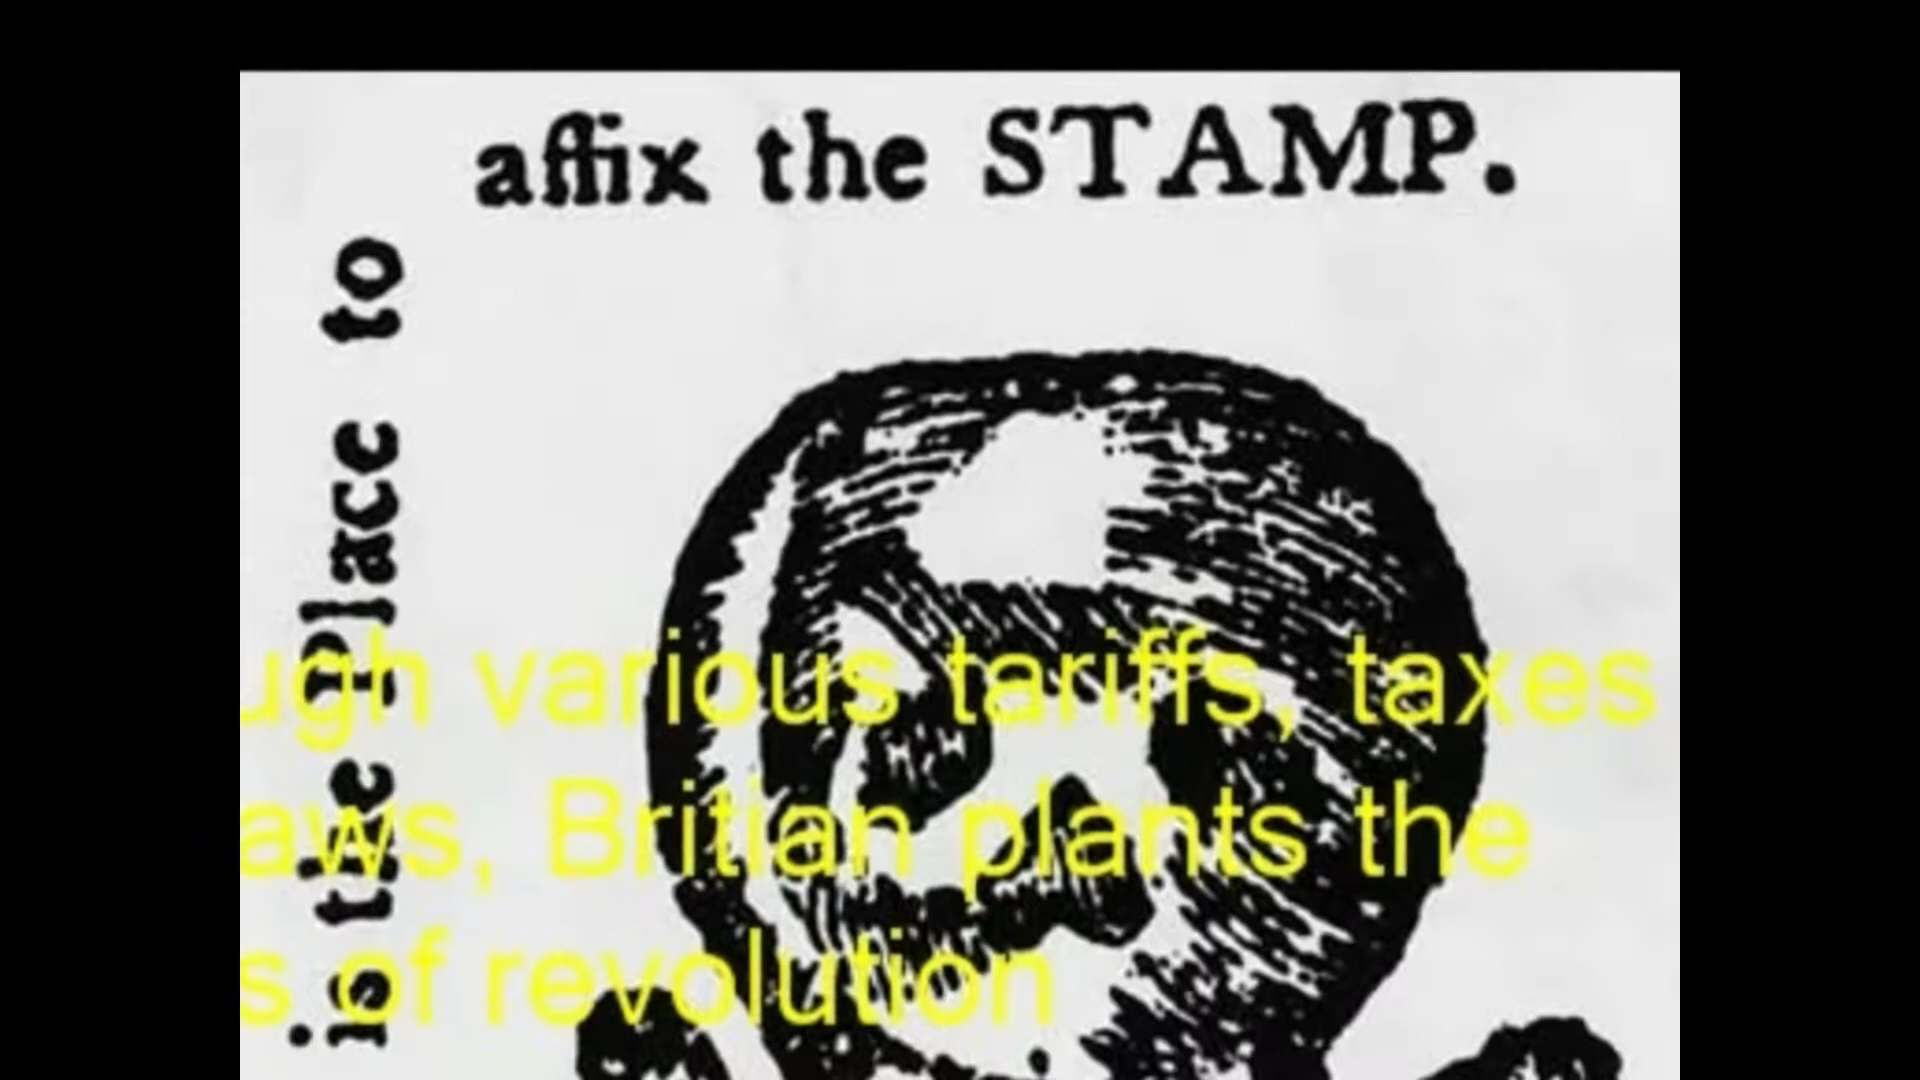 affix the STAMP.
is the Place to
ugh various tariffs, taxes
aws, Britian plants the
s of revolution